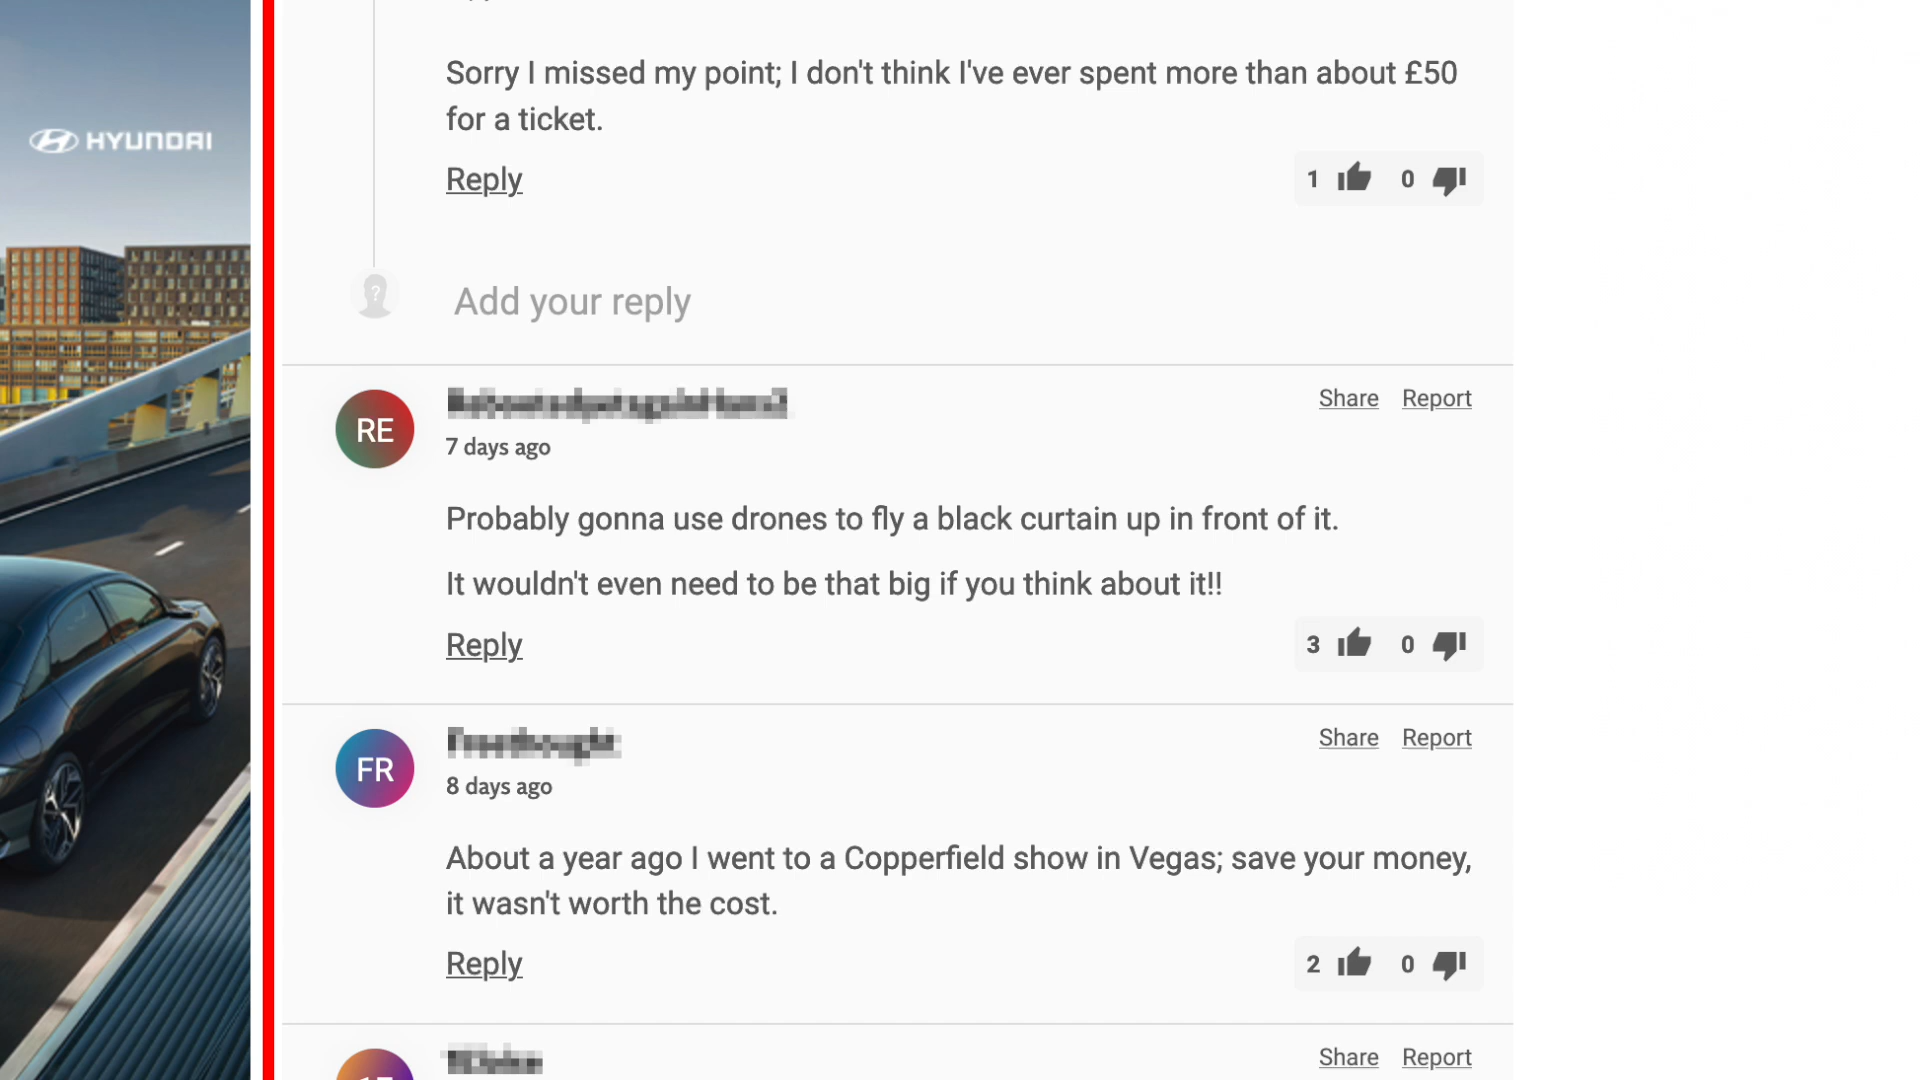 HYUNDAI
Sorry I missed my point; I don't think I've ever spent more than about £50
for a ticket.
Reply
1 0
Add your reply
?
RE
Share Report
7 days ago
Probably gonna use drones to fly a black curtain up in front of it.
It wouldn't even need to be that big if you think about it!!
Reply
3 0
FR
Share Report
8 days ago
About a year ago I went to a Copperfield show in Vegas; save your money,
it wasn't worth the cost.
Reply
2 0
Share Report